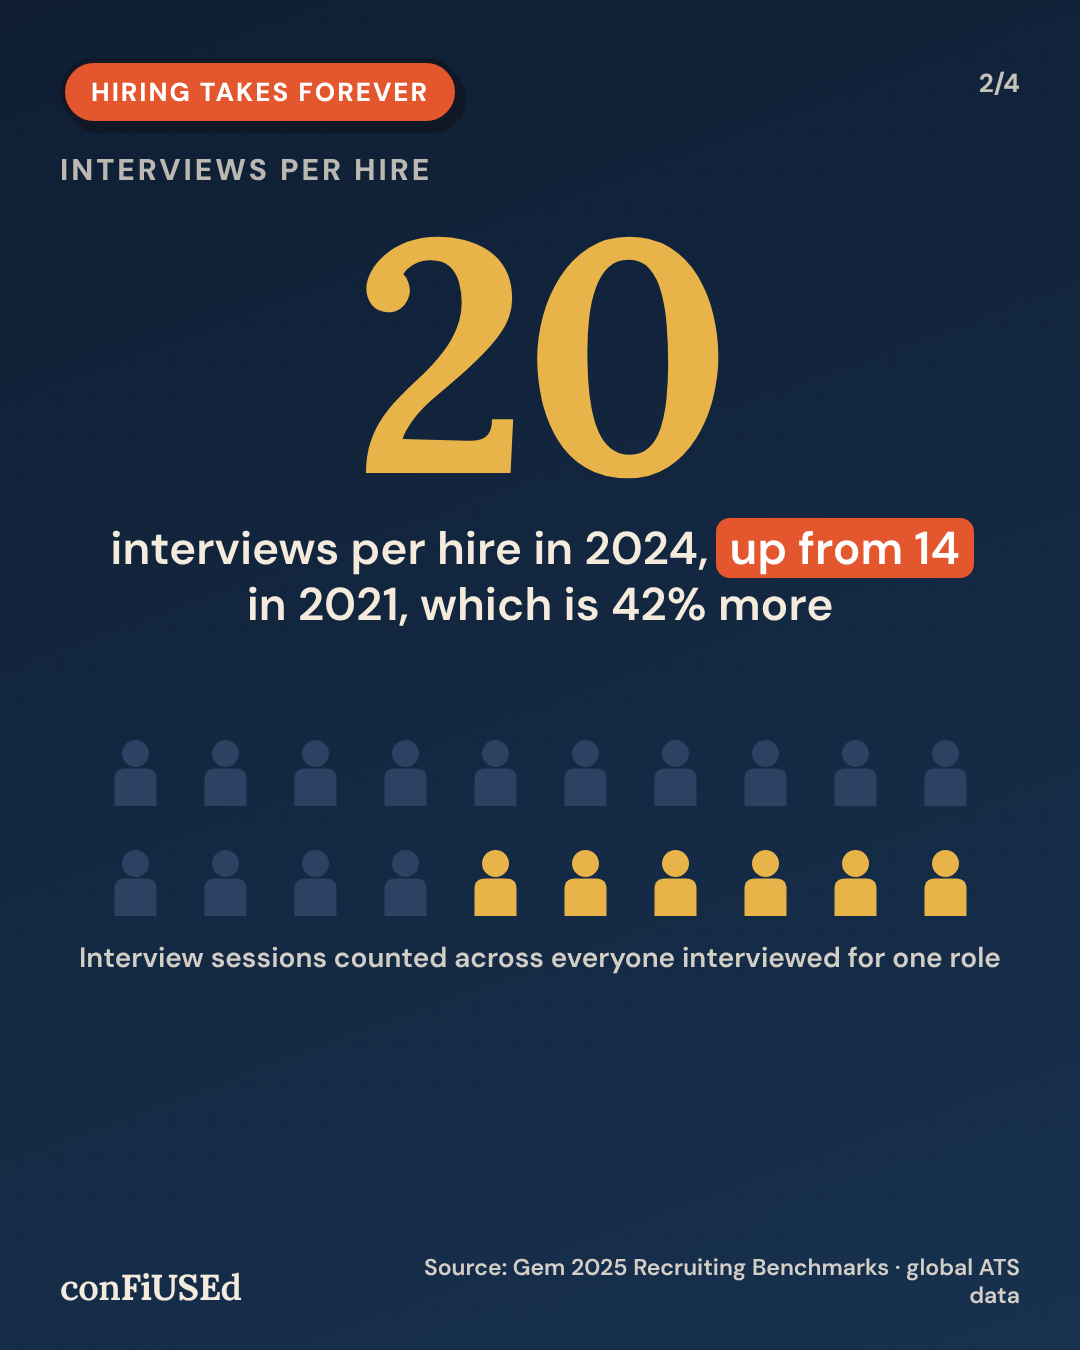 HIRING TAKES FOREVER
2/4
INTERVIEWS PER HIRE
20
interviews per hire in 2024, up from 14
in 2021, which is 42% more
Interview sessions counted across everyone interviewed for one role
conFiUSEd
Source: Gem 2025 Recruiting Benchmarks · global ATS
data